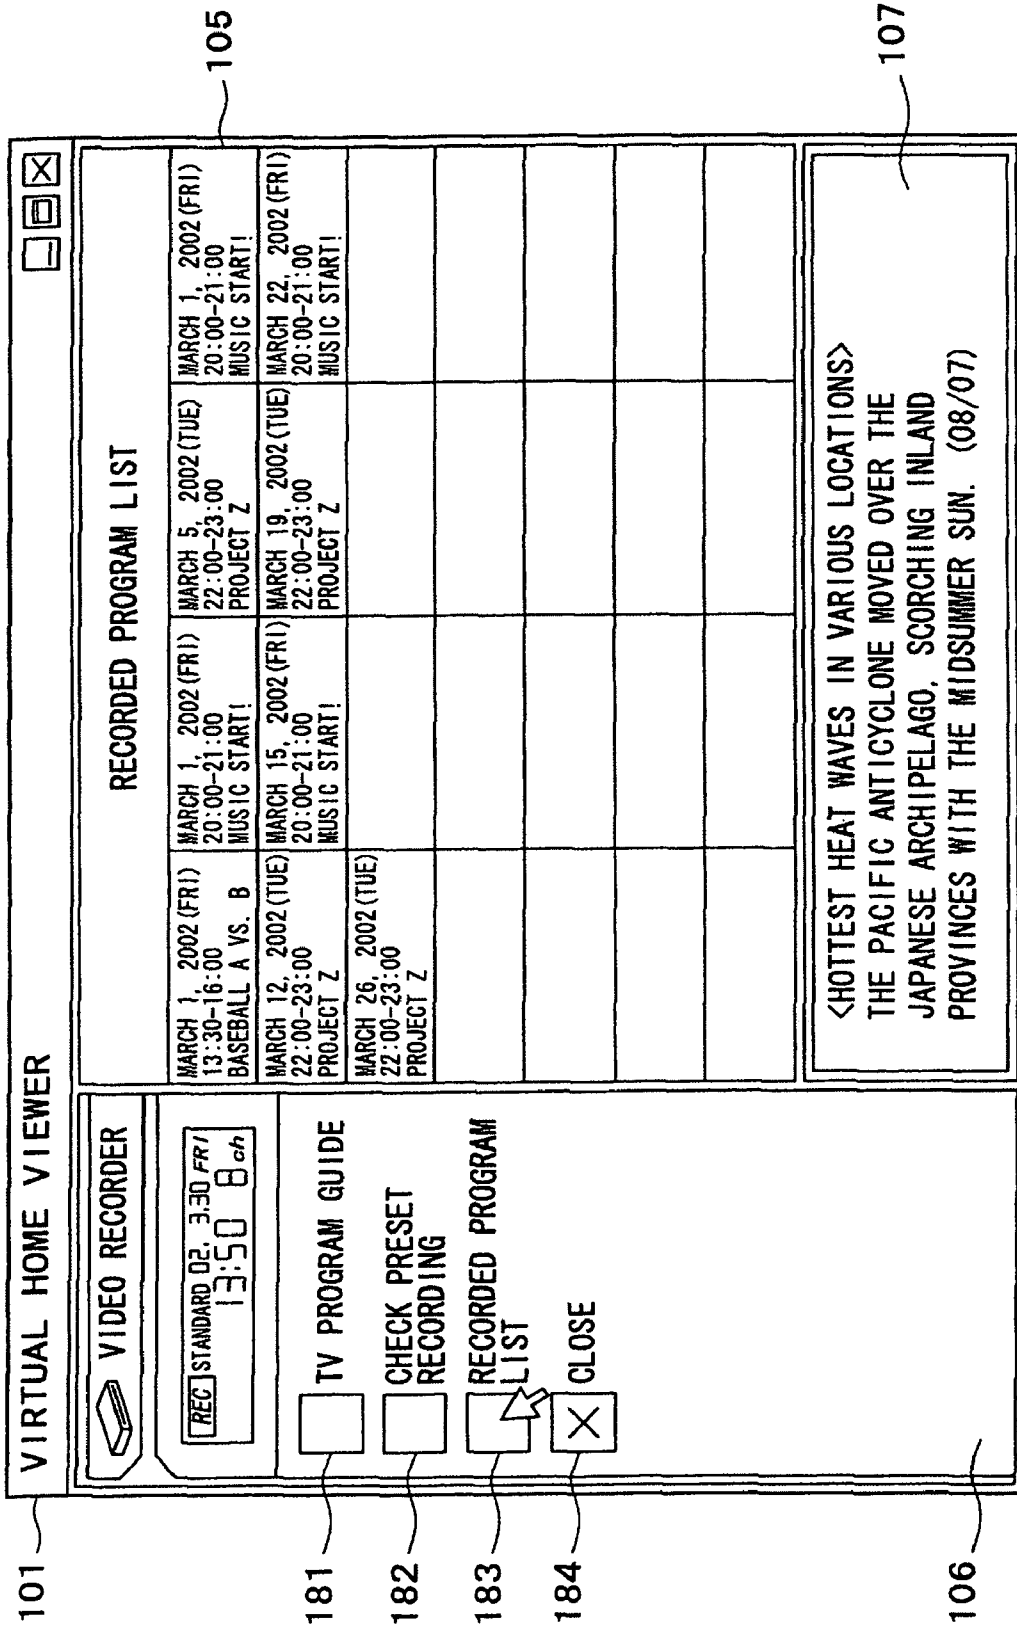 VIRTUAL HOME VIEWER
VIDEO RECORDER
REC STANDARD 02. 3.30 FRI
13:50 8ch
TV PROGRAM GUIDE
CHECK PRESET
RECORDING
RECORDED PROGRAM
LIST
CLOSE
RECORDED PROGRAM LIST
MARCH 1, 2002(FRI)
13:30-16:00
BASEBALL A VS. B
MARCH 1, 2002(FRI)
20:00-21:00
MUSIC START!
MARCH 5, 2002(TUE)
22:00-23:00
PROJECT Z
MARCH 1, 2002(FRI)
20:00-21:00
MUSIC START!
MARCH 12, 2002(TUE)
22:00-23:00
PROJECT Z
MARCH 15, 2002(FRI)
20:00-21:00
MUSIC START!
MARCH 19, 2002(TUE)
22:00-23:00
PROJECT Z
MARCH 22, 2002(FRI)
20:00-21:00
MUSIC START!
MARCH 26, 2002(TUE)
22:00-23:00
PROJECT Z
<HOTTEST HEAT WAVES IN VARIOUS LOCATIONS>
THE PACIFIC ANTICYCLONE MOVED OVER THE
JAPANESE ARCHIPELAGO, SCORCHING INLAND
PROVINCES WITH THE MIDSUMMER SUN. (08/07)
101
181
182
183
184
106
105
107